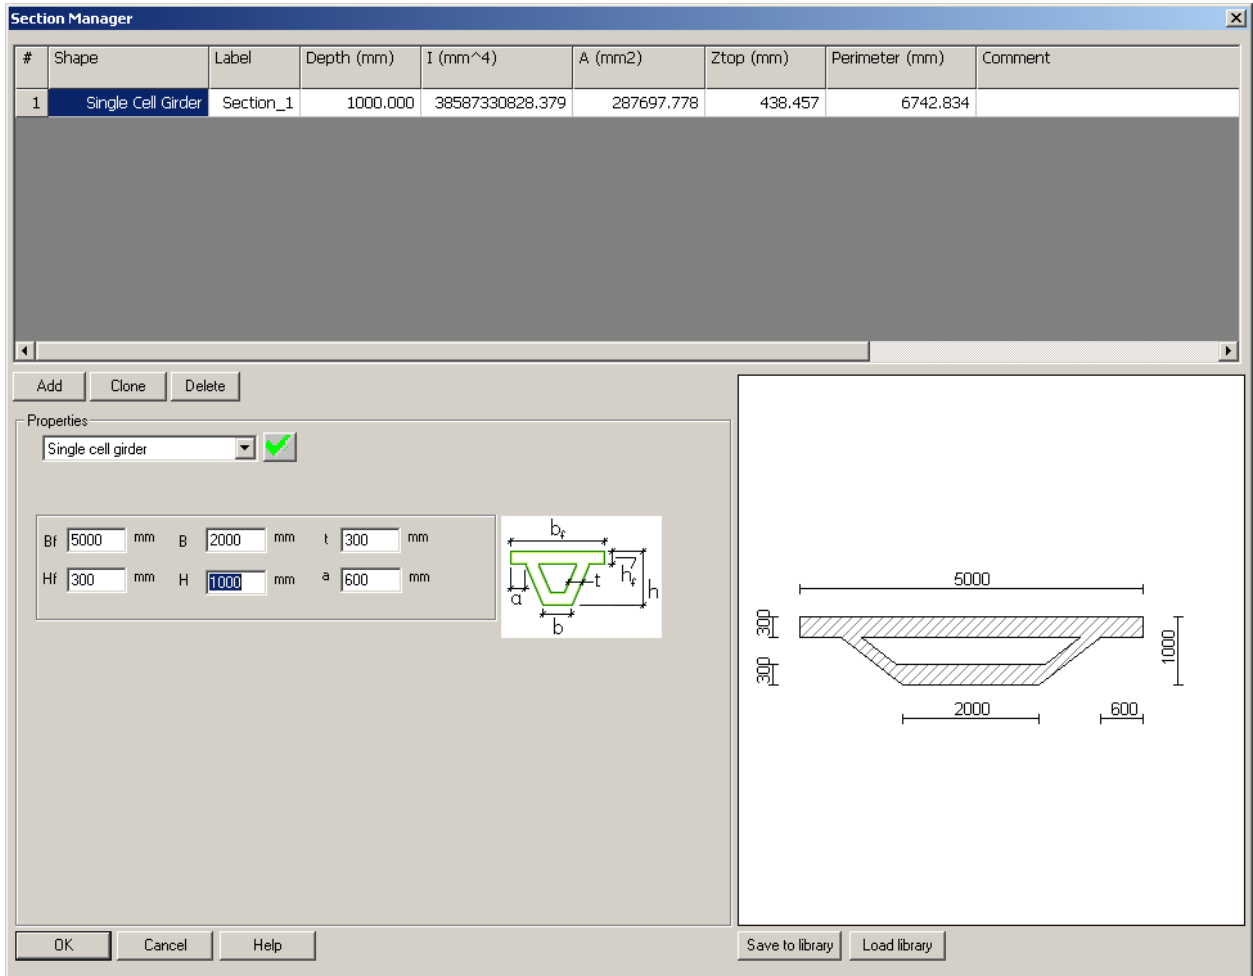 Section Manager
# Shape Label Depth (mm) I (mm^4) A (mm2) Ztop (mm) Perimeter (mm) Comment
1 Single Cell Girder Section_1 1000.000 38587330828.379 287697.778 438.457 6742.834
Add Clone Delete
Properties
Single cell girder
Bf 5000 mm B 2000 mm t 300 mm
Hf 300 mm H 1000 mm a 600 mm
bf
hf
t
h
a
b
5000
300
1000
300
2000
600
OK Cancel Help Save to library Load library